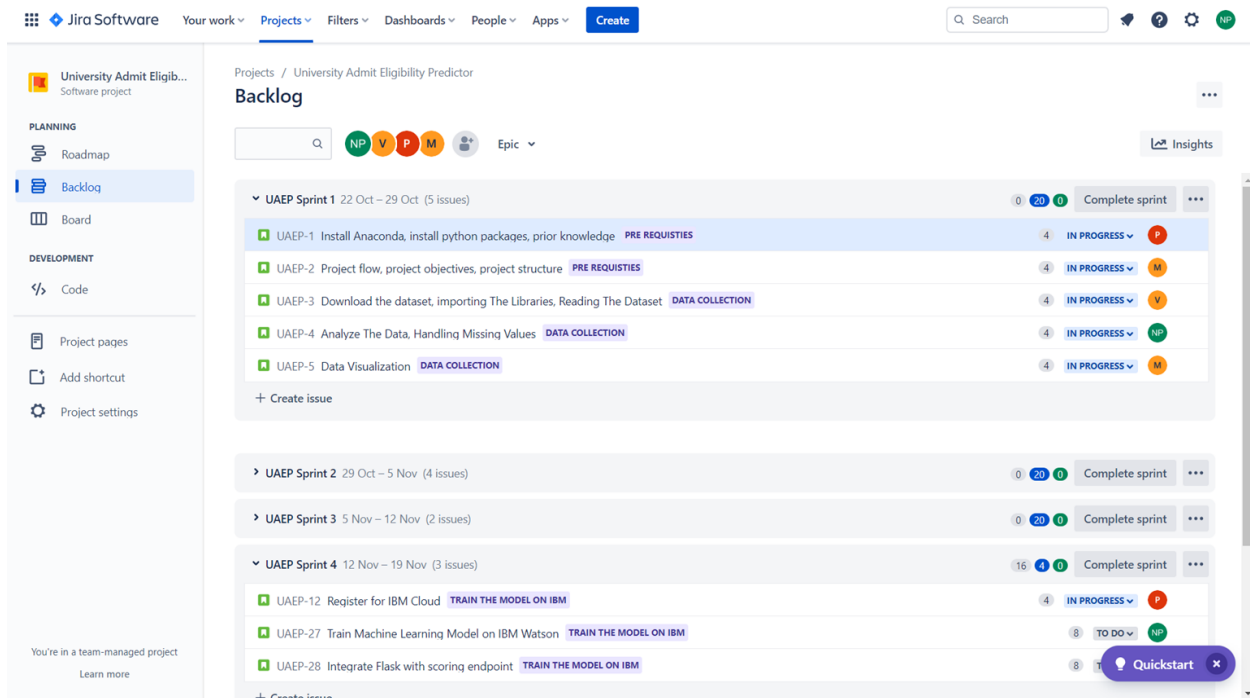 Jira Software Your work Projects Filters Dashboards People Apps Create Search NP
University Admit Eligib...
Software project
PLANNING
Roadmap
Backlog
Board
DEVELOPMENT
Code
Project pages
Add shortcut
Project settings
You're in a team-managed project
Learn more
Projects / University Admit Eligibility Predictor
Backlog
NP V P M Epic Insights
UAEP Sprint 1 22 Oct – 29 Oct (5 issues) 0 20 0 Complete sprint
UAEP-1 Install Anaconda, install python packages, prior knowledge PRE REQUISTIES 4 IN PROGRESS P
UAEP-2 Project flow, project objectives, project structure PRE REQUISTIES 4 IN PROGRESS M
UAEP-3 Download the dataset, importing The Libraries, Reading The Dataset DATA COLLECTION 4 IN PROGRESS V
UAEP-4 Analyze The Data, Handling Missing Values DATA COLLECTION 4 IN PROGRESS NP
UAEP-5 Data Visualization DATA COLLECTION 4 IN PROGRESS M
+ Create issue
UAEP Sprint 2 29 Oct – 5 Nov (4 issues) 0 20 0 Complete sprint
UAEP Sprint 3 5 Nov – 12 Nov (2 issues) 0 20 0 Complete sprint
UAEP Sprint 4 12 Nov – 19 Nov (3 issues) 16 4 0 Complete sprint
UAEP-12 Register for IBM Cloud TRAIN THE MODEL ON IBM 4 IN PROGRESS P
UAEP-27 Train Machine Learning Model on IBM Watson TRAIN THE MODEL ON IBM 8 TO DO NP
UAEP-28 Integrate Flask with scoring endpoint TRAIN THE MODEL ON IBM 8
Quickstart
+ Create issue